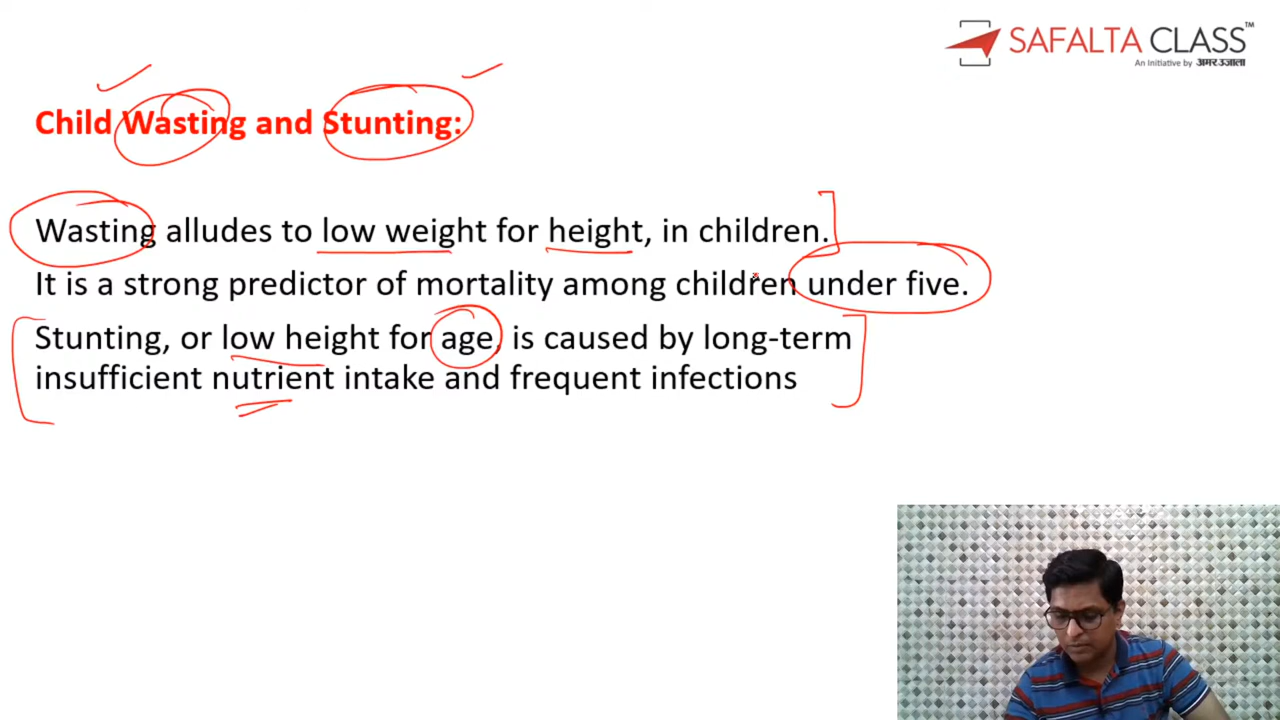 SAFALTA CLASS™
An Initiative by अमर उजाला
Child Wasting and Stunting:
Wasting alludes to low weight for height, in children.
It is a strong predictor of mortality among children under five.
Stunting, or low height for age, is caused by long-term
insufficient nutrient intake and frequent infections